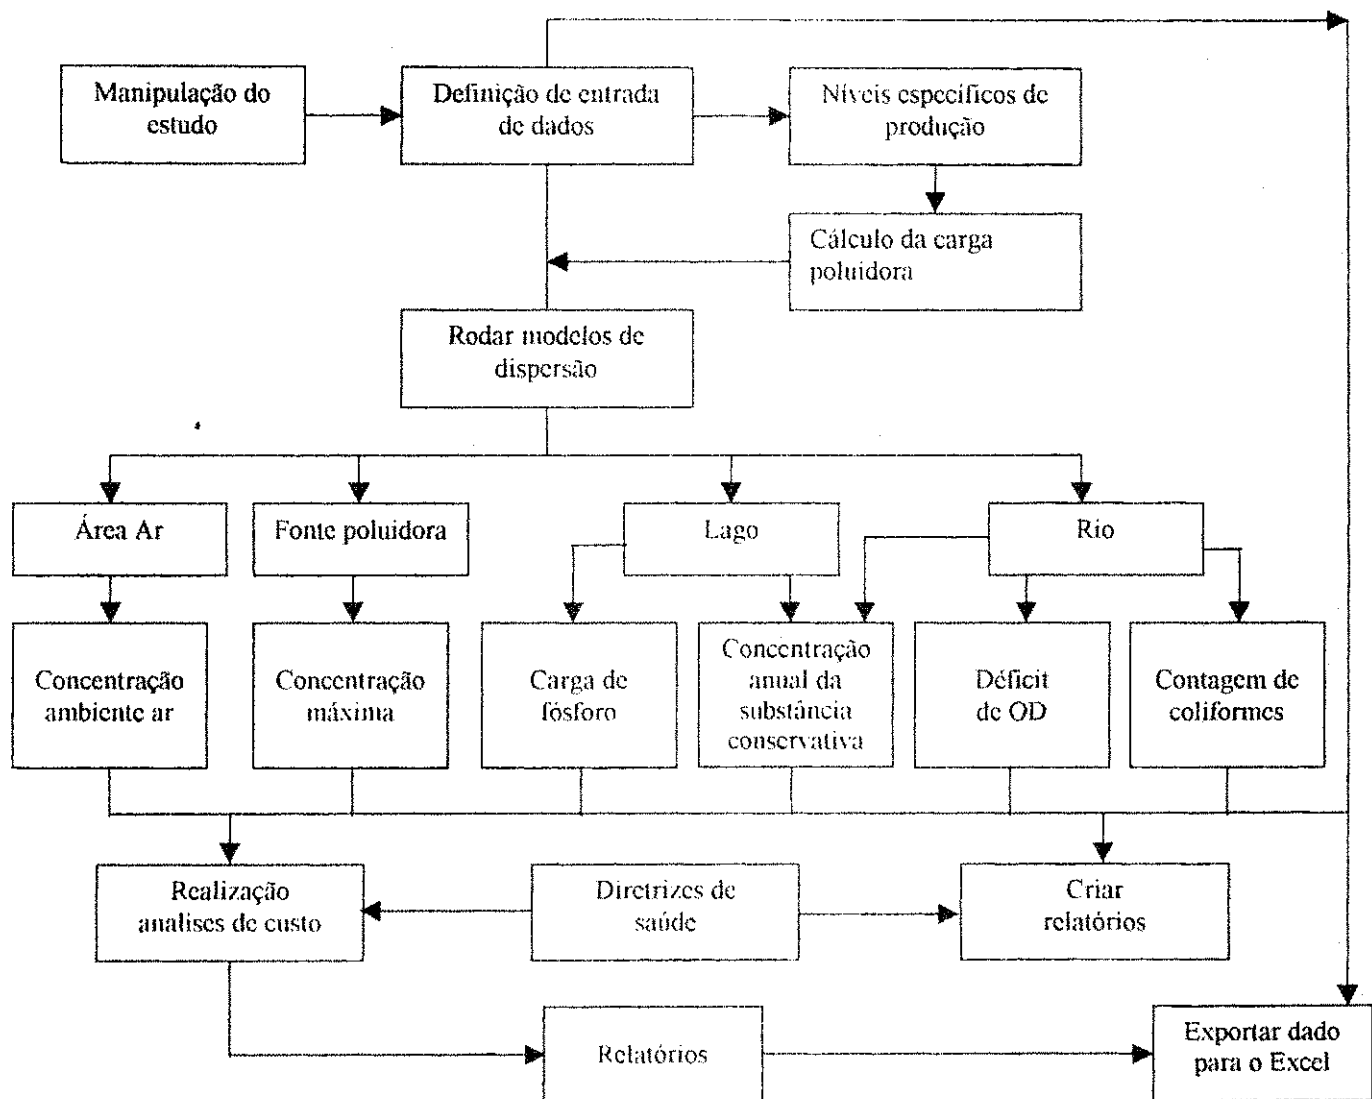 Manipulação do
estudo
Definição de entrada
de dados
Níveis específicos de
produção
Cálculo da carga
poluidora
Rodar modelos de
dispersão
Área Ar
Fonte poluidora
Lago
Rio
Concentração
ambiente ar
Concentração
máxima
Carga de
fósforo
Concentração
anual da
substância
conservativa
Déficit
de OD
Contagem de
coliformes
Realização
analises de custo
Diretrizes de
saúde
Criar
relatórios
Relatórios
Exportar dado
para o Excel